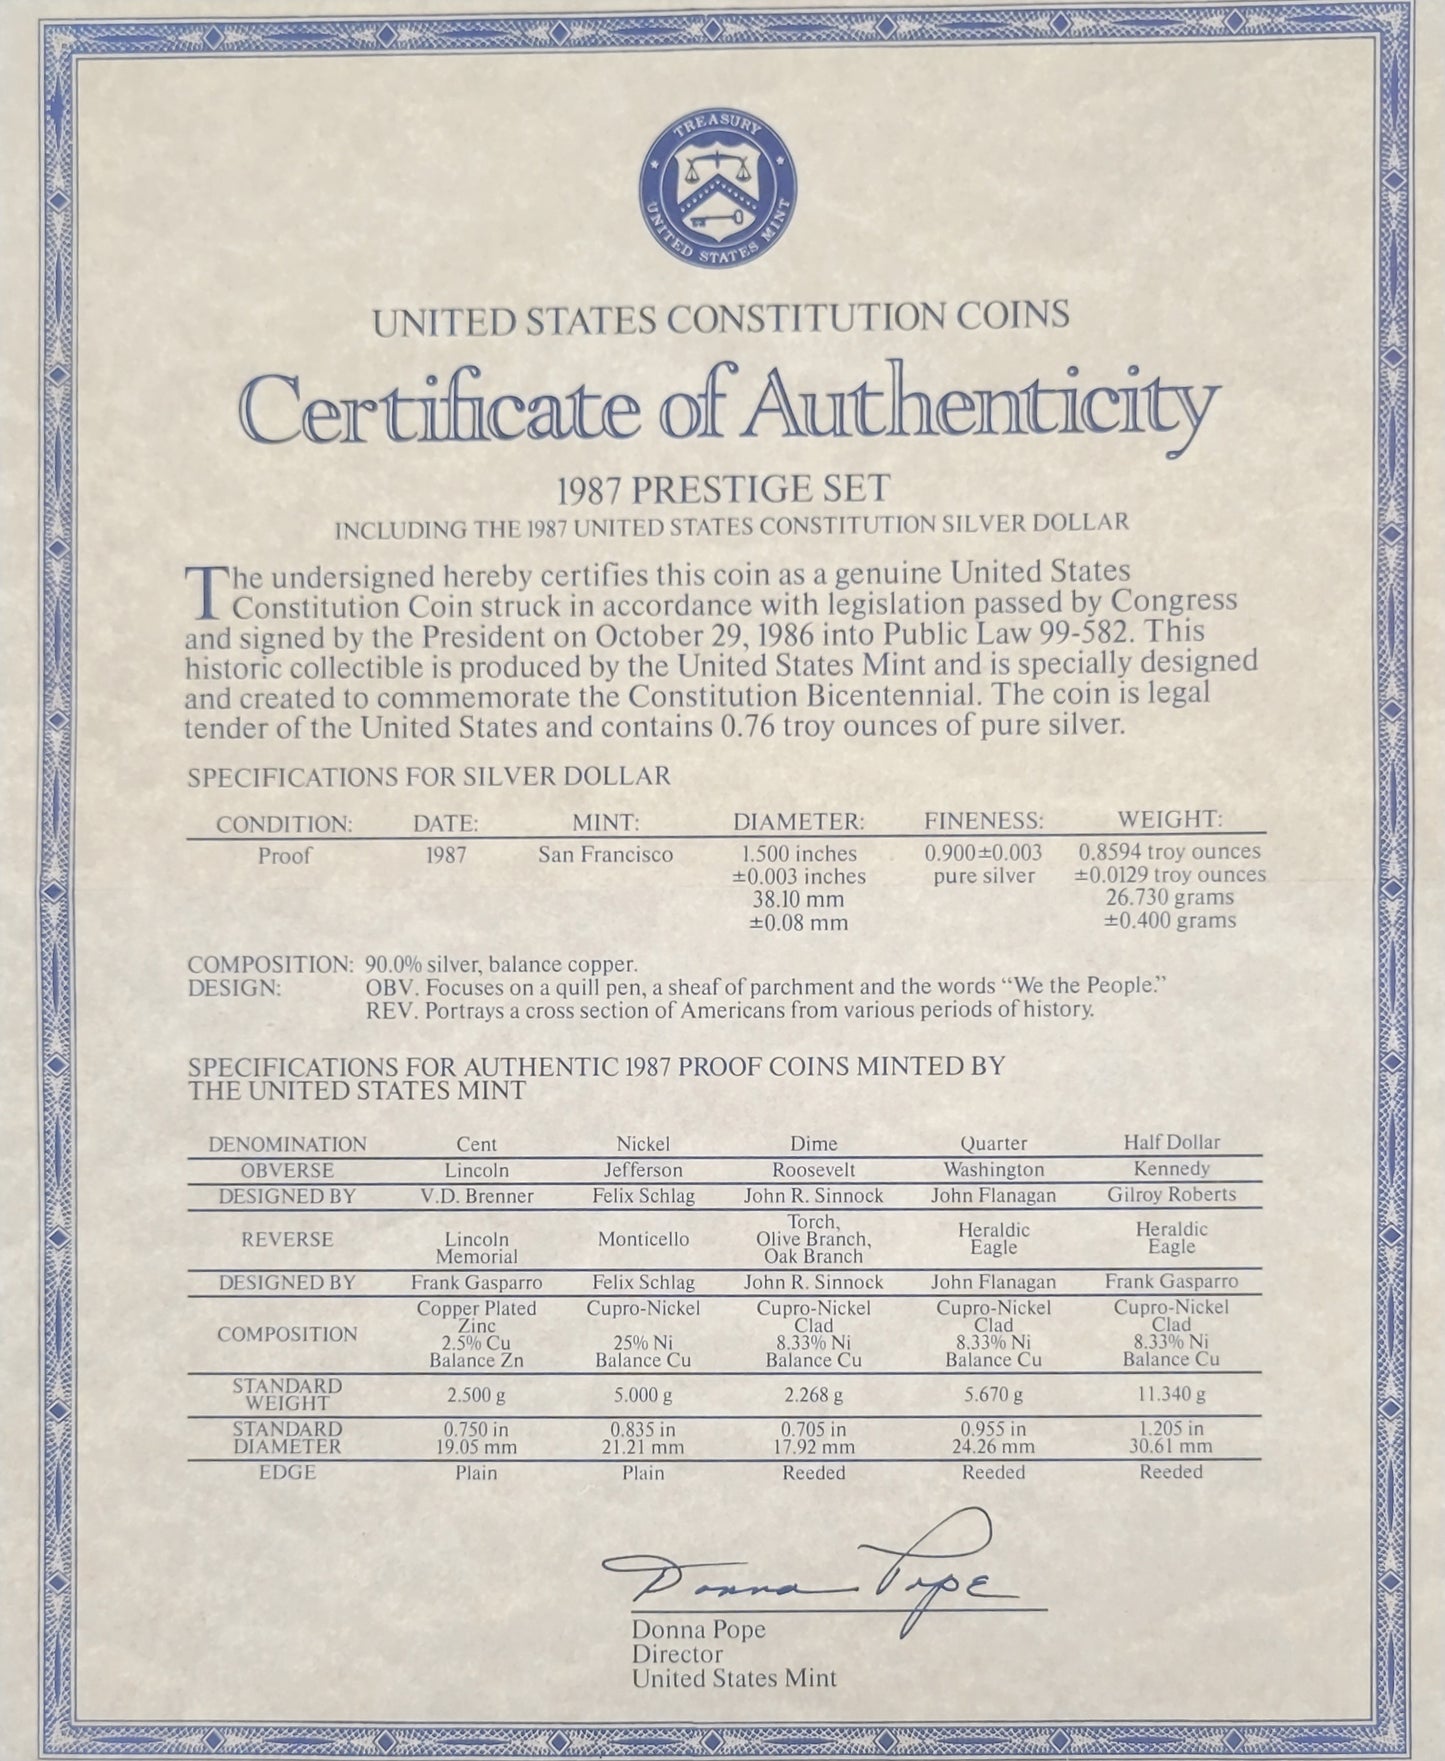 TREASURY
UNITED STATES MINT
UNITED STATES CONSTITUTION COINS
Certificate of Authenticity
1987 PRESTIGE SET
INCLUDING THE 1987 UNITED STATES CONSTITUTION SILVER DOLLAR
The undersigned hereby certifies this coin as a genuine United States
Constitution Coin struck in accordance with legislation passed by Congress
and signed by the President on October 29, 1986 into Public Law 99-582. This
historic collectible is produced by the United States Mint and is specially designed
and created to commemorate the Constitution Bicentennial. The coin is legal
tender of the United States and contains 0.76 troy ounces of pure silver.
SPECIFICATIONS FOR SILVER DOLLAR
CONDITION: DATE: MINT: DIAMETER: FINENESS: WEIGHT:
Proof 1987 San Francisco 1.500 inches 0.900±0.003 0.8594 troy ounces
±0.003 inches pure silver ±0.0129 troy ounces
38.10 mm 26.730 grams
±0.08 mm ±0.400 grams
COMPOSITION: 90.0% silver, balance copper.
DESIGN: OBV. Focuses on a quill pen, a sheaf of parchment and the words “We the People.”
REV. Portrays a cross section of Americans from various periods of history.
SPECIFICATIONS FOR AUTHENTIC 1987 PROOF COINS MINTED BY
THE UNITED STATES MINT
DENOMINATION Cent Nickel Dime Quarter Half Dollar
OBVERSE Lincoln Jefferson Roosevelt Washington Kennedy
DESIGNED BY V.D. Brenner Felix Schlag John R. Sinnock John Flanagan Gilroy Roberts
REVERSE Lincoln Memorial Monticello Torch, Olive Branch, Oak Branch Heraldic Eagle Heraldic Eagle
DESIGNED BY Frank Gasparro Felix Schlag John R. Sinnock John Flanagan Frank Gasparro
Copper Plated Cupro-Nickel Cupro-Nickel Cupro-Nickel Cupro-Nickel
Zinc Clad Clad Clad
COMPOSITION 2.5% Cu 25% Ni 8.33% Ni 8.33% Ni 8.33% Ni
Balance Zn Balance Cu Balance Cu Balance Cu Balance Cu
STANDARD WEIGHT 2.500 g 5.000 g 2.268 g 5.670 g 11.340 g
STANDARD 0.750 in 0.835 in 0.705 in 0.955 in 1.205 in
DIAMETER 19.05 mm 21.21 mm 17.92 mm 24.26 mm 30.61 mm
EDGE Plain Plain Reeded Reeded Reeded
Donna Pope
Donna Pope
Director
United States Mint